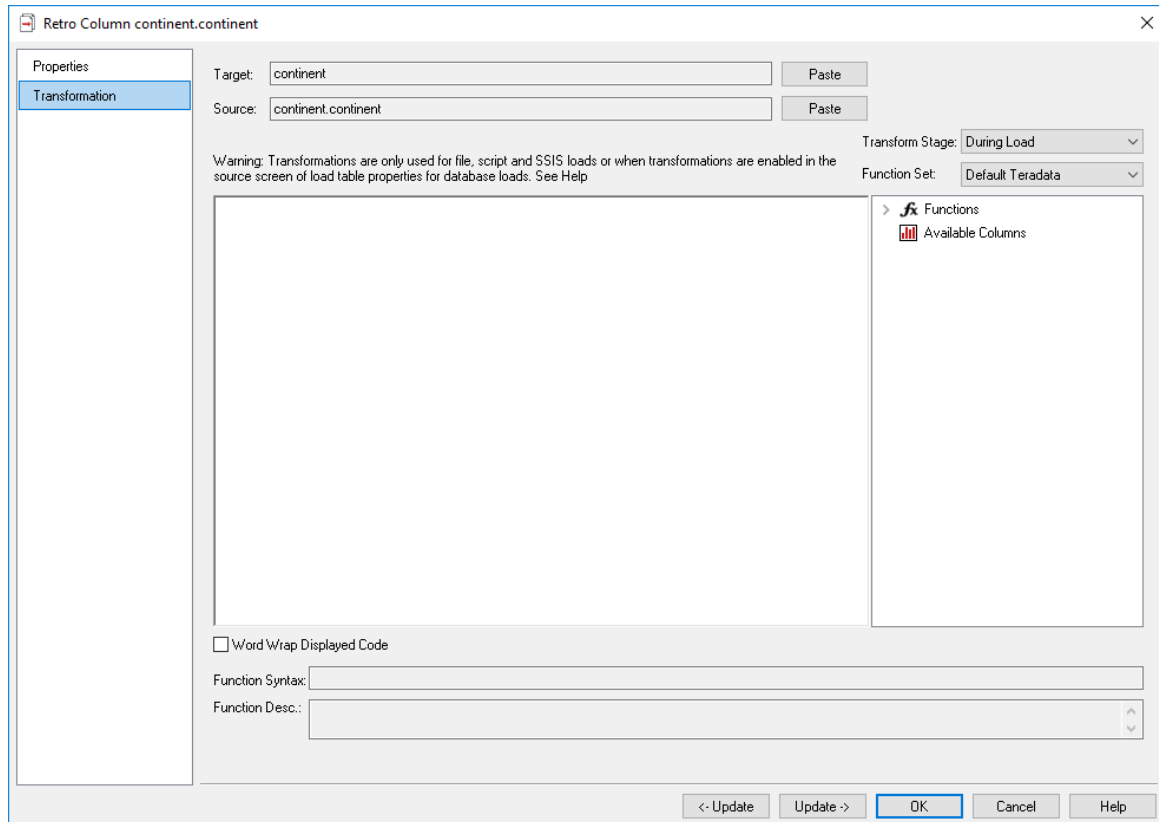 Retro Column continent.continent
Properties
Transformation
Target: continent Paste
Source: continent.continent Paste
Transform Stage: During Load
Warning: Transformations are only used for file, script and SSIS loads or when transformations are enabled in the
source screen of load table properties for database loads. See Help
Function Set: Default Teradata
fx Functions
Available Columns
Word Wrap Displayed Code
Function Syntax:
Function Desc.:
<- Update Update -> OK Cancel Help